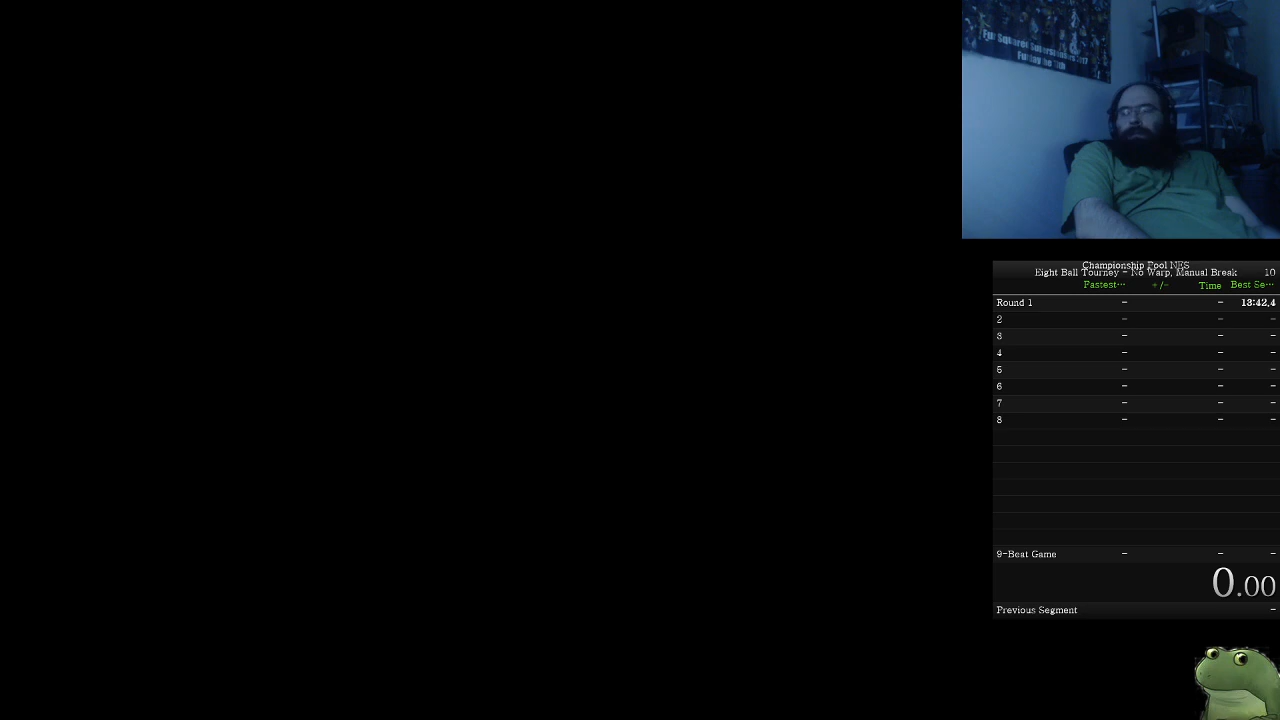 Championship Pool NES
Eight Ball Tourney - No Warp, Manual Break 10
Fastest… +/- Time Best Se…
Round 1 - - 13:42.4
2 - - -
3 - - -
4 - - -
5 - - -
6 - - -
7 - - -
8 - - -
9-Beat Game - - -
0.00
Previous Segment -